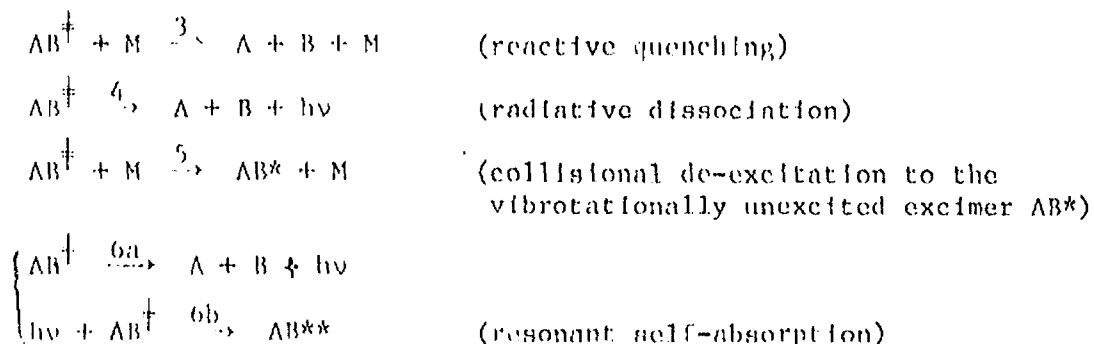 AB‡ + M 3→ A + B + M (reactive quenching)
AB‡ 4→ A + B + hν (radiative dissociation)
AB‡ + M 5→ AB* + M (collisional de-excitation to the
vibrotationally unexcited excimer AB*)
AB‡ 6a→ A + B + hν
hν + AB‡ 6b→ AB** (resonant self-absorption)